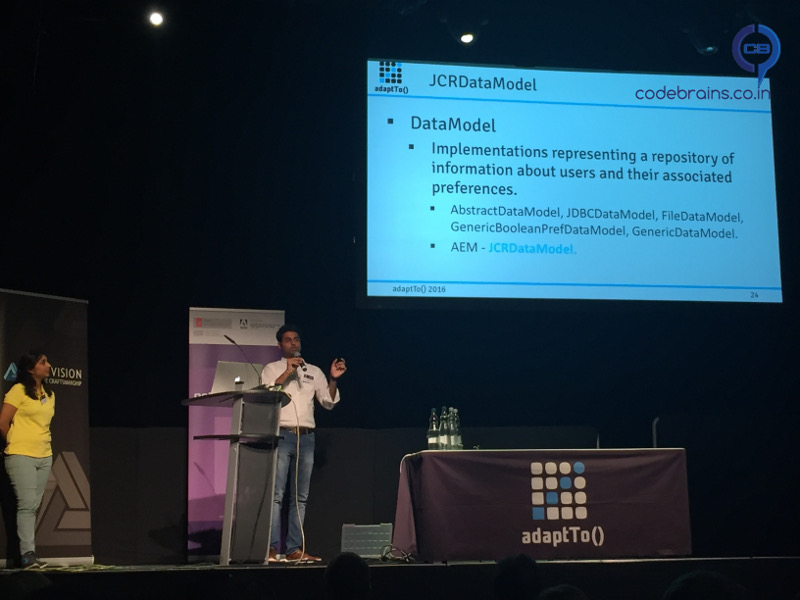 adaptTo()
JCRDataModel
CB
codebrains.co.in
DataModel
Implementations representing a repository of
information about users and their associated
preferences.
AbstractDataModel, JDBCDataModel, FileDataModel,
GenericBooleanPrefDataModel, GenericDataModel.
AEM - JCRDataModel.
adaptTo() 2016
24
VISION
CRAFTSMANSHIP
adaptTo()